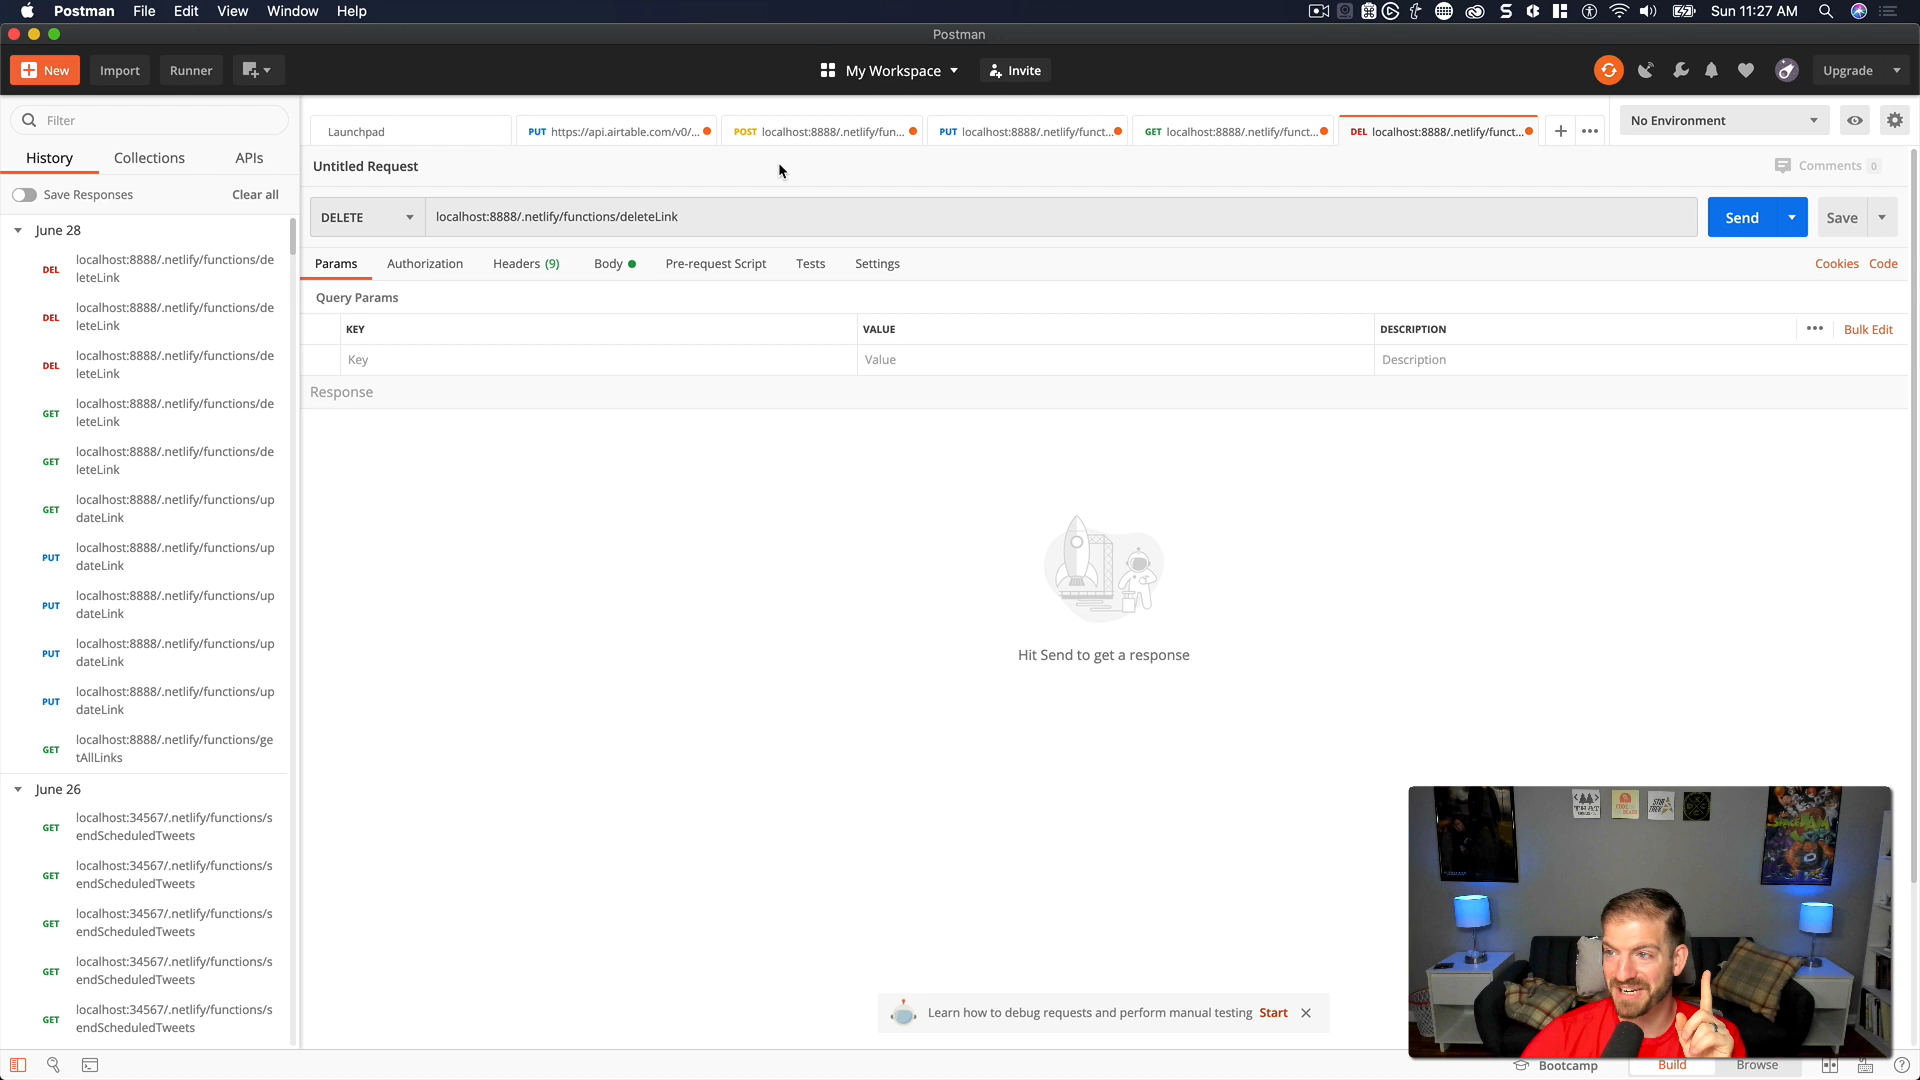 Postman File Edit View Window Help
Sun 11:27 AM
Postman
New Import Runner
My Workspace Invite
Upgrade
Filter
History Collections APIs
Save Responses Clear all
June 28
DEL localhost:8888/.netlify/functions/de
leteLink
DEL localhost:8888/.netlify/functions/de
leteLink
DEL localhost:8888/.netlify/functions/de
leteLink
GET localhost:8888/.netlify/functions/de
leteLink
GET localhost:8888/.netlify/functions/de
leteLink
GET localhost:8888/.netlify/functions/up
dateLink
PUT localhost:8888/.netlify/functions/up
dateLink
PUT localhost:8888/.netlify/functions/up
dateLink
PUT localhost:8888/.netlify/functions/up
dateLink
PUT localhost:8888/.netlify/functions/up
dateLink
GET localhost:8888/.netlify/functions/ge
tAllLinks
June 26
GET localhost:34567/.netlify/functions/s
endScheduledTweets
GET localhost:34567/.netlify/functions/s
endScheduledTweets
GET localhost:34567/.netlify/functions/s
endScheduledTweets
GET localhost:34567/.netlify/functions/s
endScheduledTweets
GET localhost:34567/.netlify/functions/s
endScheduledTweets
Launchpad
PUT https://api.airtable.com/v0/...
POST localhost:8888/.netlify/fun...
PUT localhost:8888/.netlify/funct...
GET localhost:8888/.netlify/funct...
DEL localhost:8888/.netlify/funct...
No Environment
Untitled Request
Comments 0
DELETE localhost:8888/.netlify/functions/deleteLink
Send Save
Params Authorization Headers (9) Body Pre-request Script Tests Settings
Cookies Code
Query Params
KEY VALUE DESCRIPTION
Bulk Edit
Key Value Description
Response
Hit Send to get a response
Learn how to debug requests and perform manual testing Start
STAR TREK
SPACE JAM
Bootcamp Build Browse